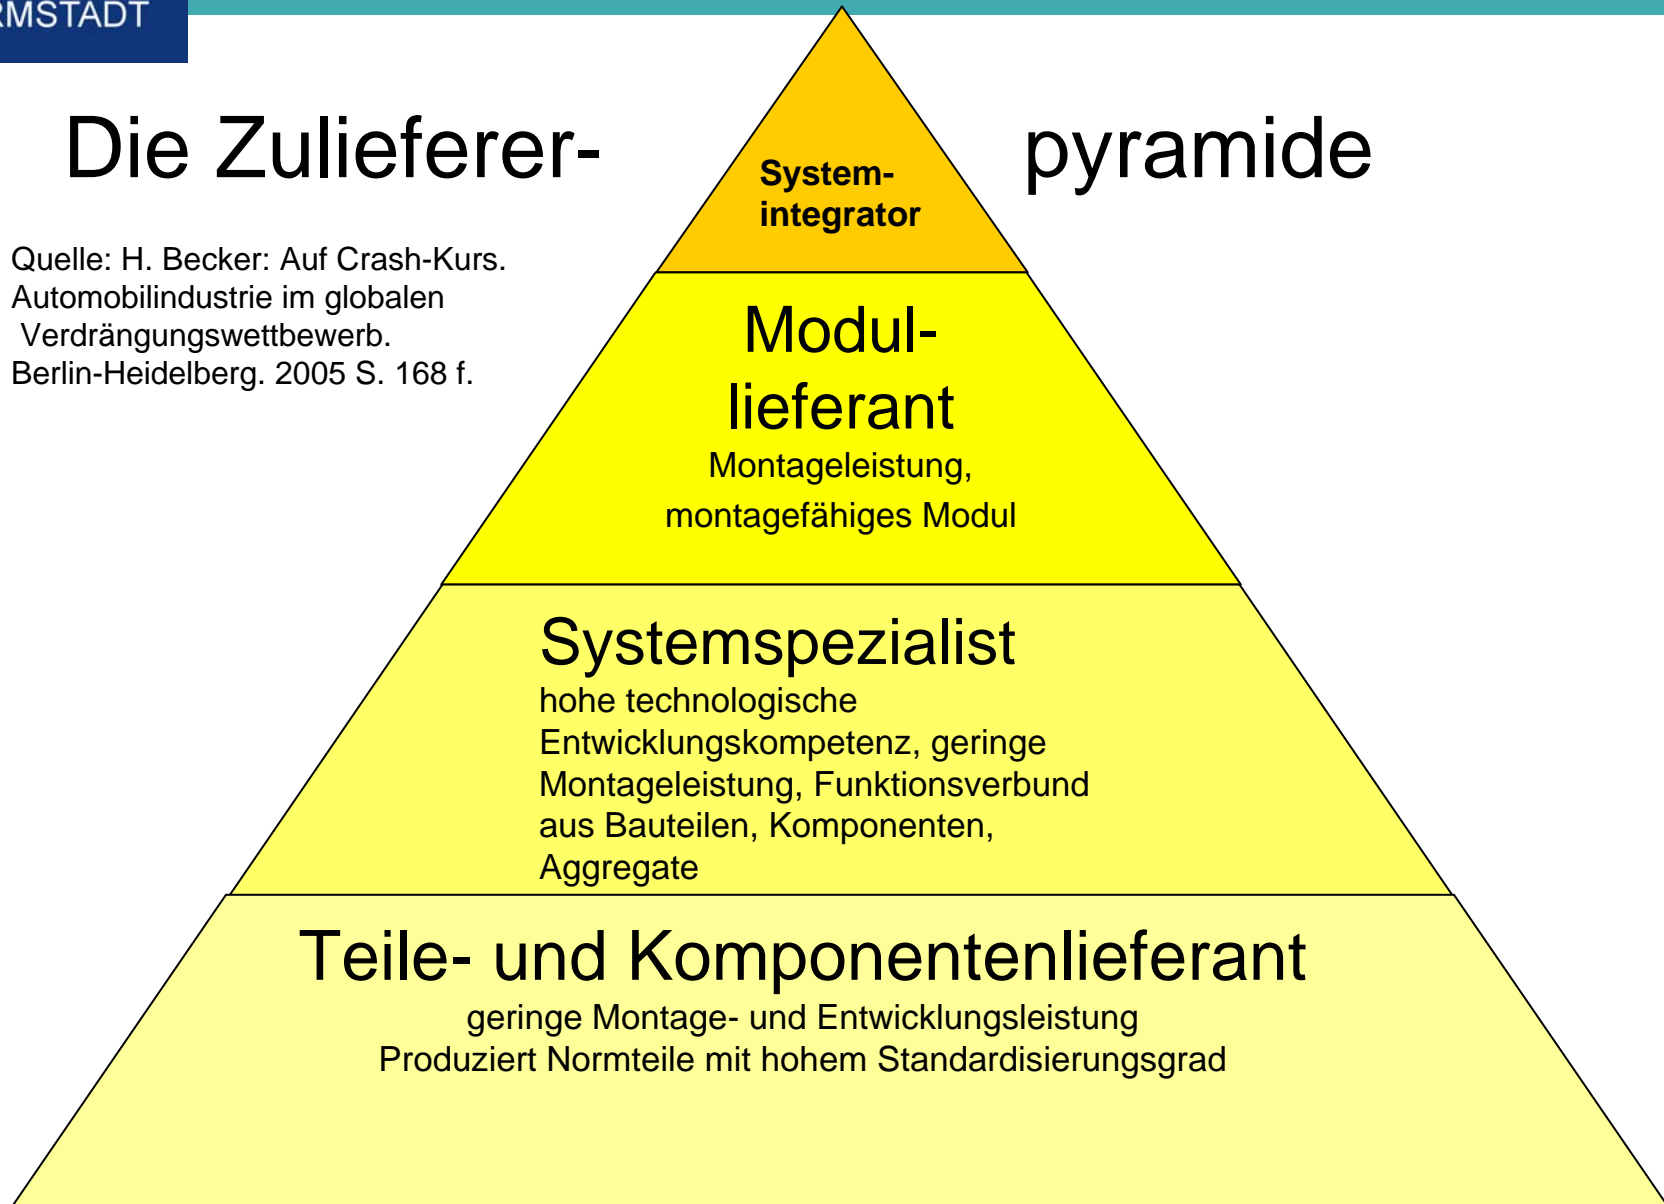 RMSTADT
Die Zulieferer- pyramide
Quelle: H. Becker: Auf Crash-Kurs.
Automobilindustrie im globalen
Verdrängungswettbewerb.
Berlin-Heidelberg. 2005 S. 168 f.
System-
integrator
Modul-
lieferant
Montageleistung,
montagefähiges Modul
Systemspezialist
hohe technologische
Entwicklungskompetenz, geringe
Montageleistung, Funktionsverbund
aus Bauteilen, Komponenten,
Aggregate
Teile- und Komponentenlieferant
geringe Montage- und Entwicklungsleistung
Produziert Normteile mit hohem Standardisierungsgrad